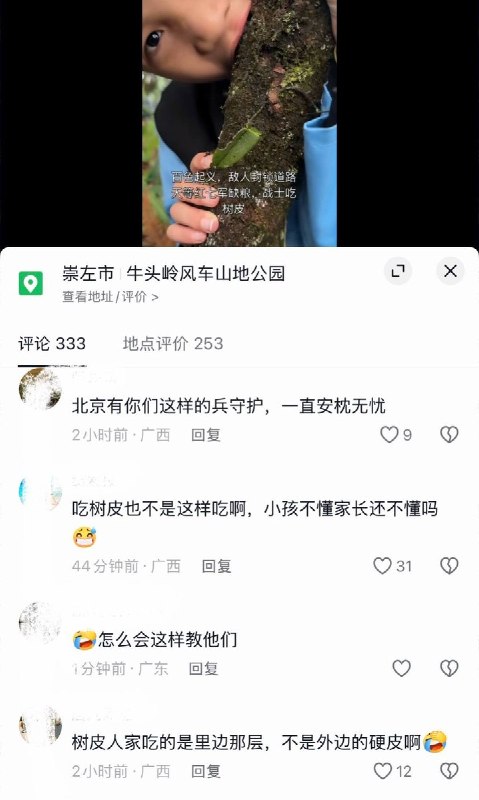 百色起义，敌人封锁道路
天等红七军缺粮，战士吃
树皮
崇左市 | 牛头岭风车山地公园
查看地址/评价 >
评论 333 地点评价 253
北京有你们这样的兵守护，一直安枕无忧
2小时前 · 广西 回复 9
吃树皮也不是这样吃啊，小孩不懂家长还不懂吗
😅
44分钟前 · 广西 回复 31
🤣怎么会这样教他们
1分钟前 · 广东 回复
树皮人家吃的是里边那层，不是外边的硬皮啊🤣
2小时前 · 广西 回复 12